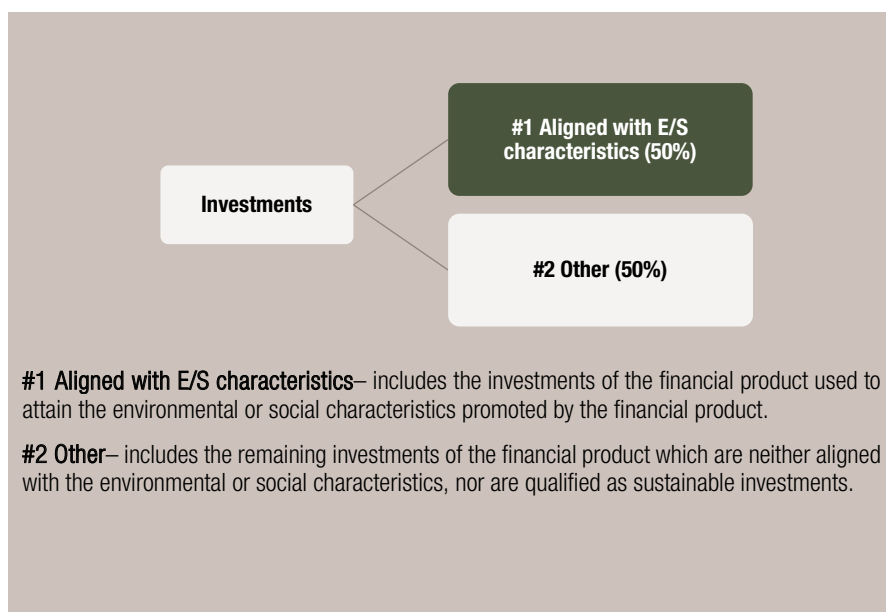 #1 Aligned with E/S
characteristics (50%)
Investments
#2 Other (50%)
#1 Aligned with E/S characteristics– includes the investments of the financial product used to
attain the environmental or social characteristics promoted by the financial product.
#2 Other– includes the remaining investments of the financial product which are neither aligned
with the environmental or social characteristics, nor are qualified as sustainable investments.